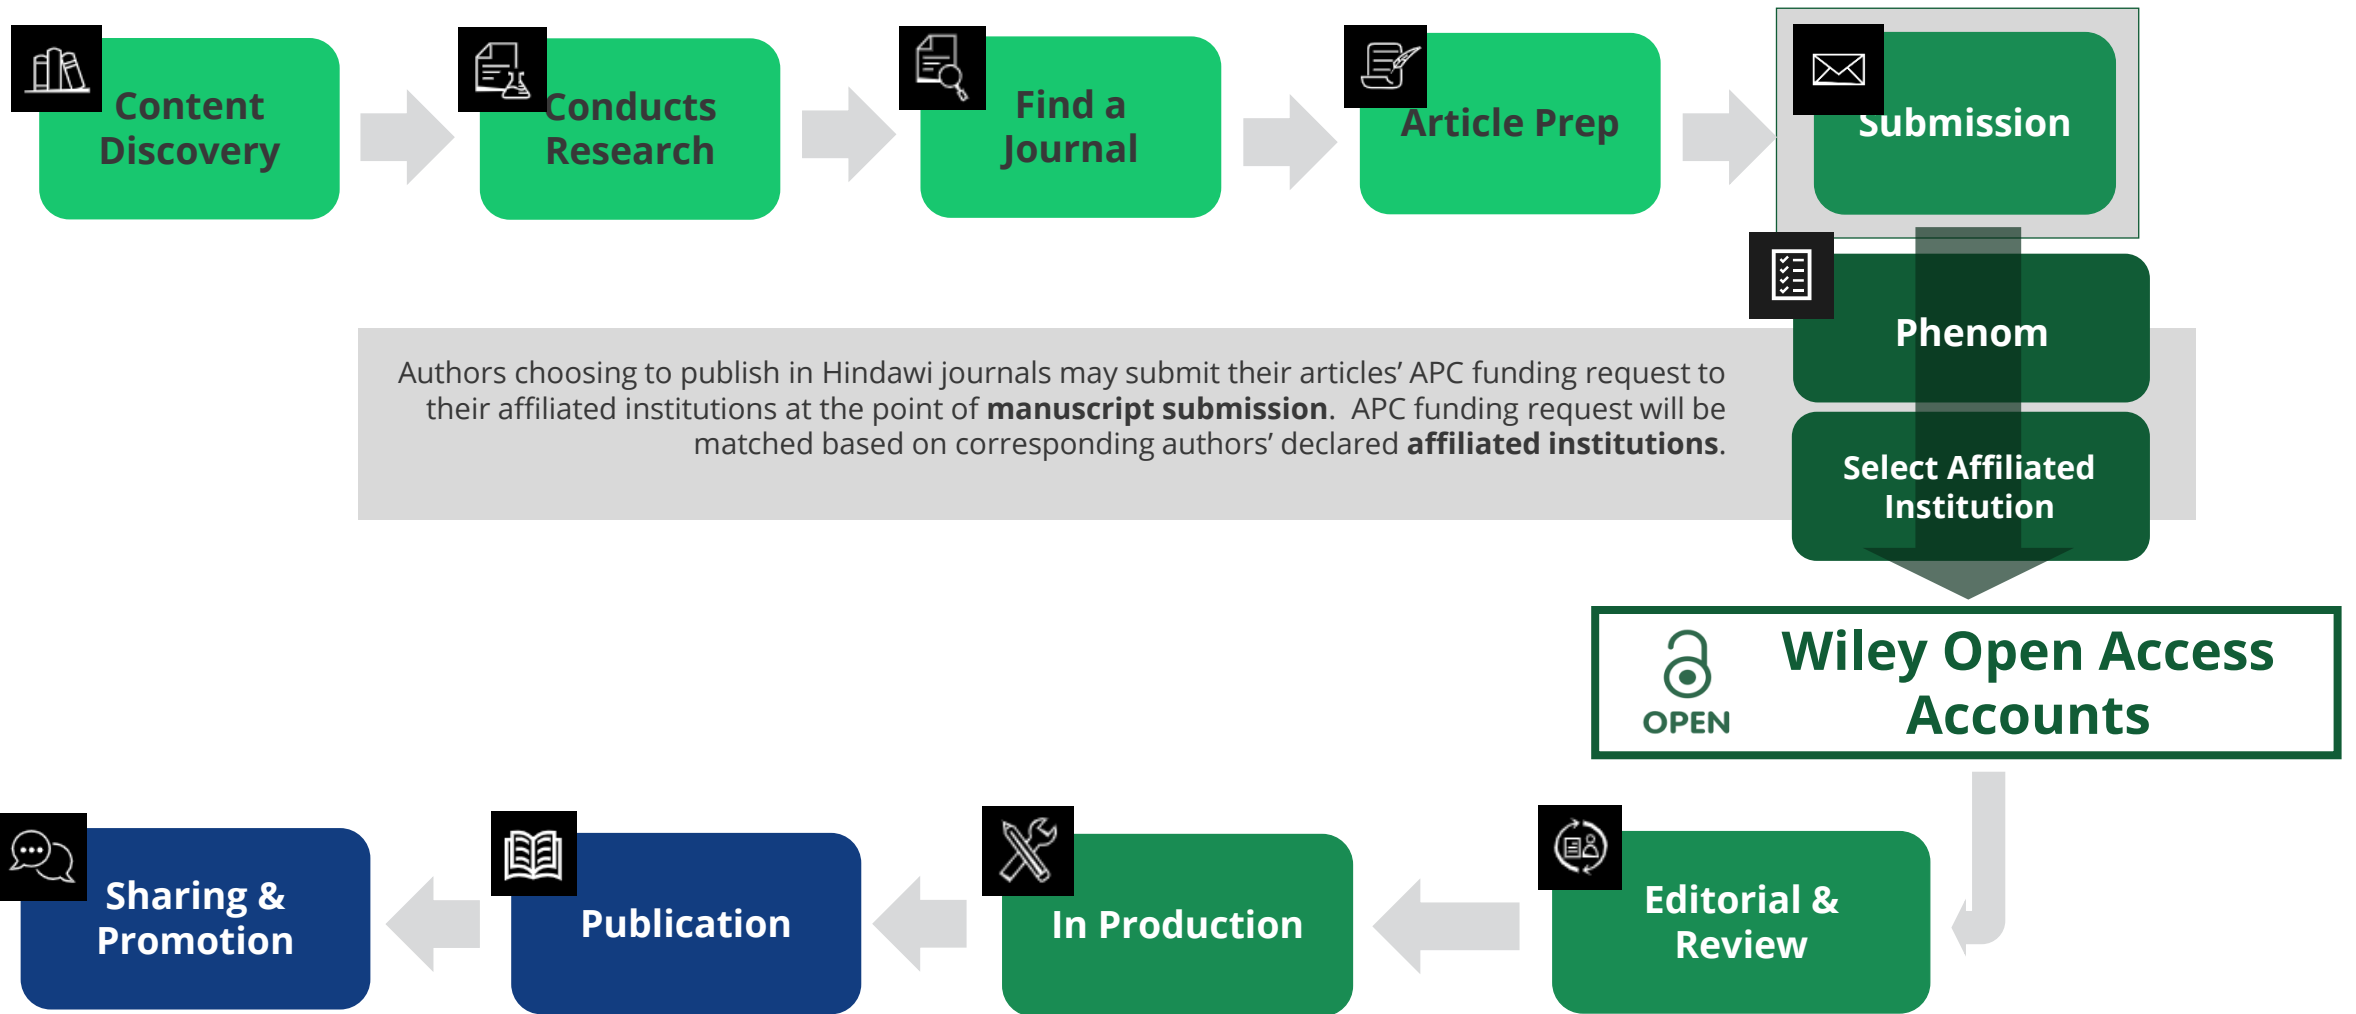 Content
Discovery
Conducts
Research
Find a
Journal
Article Prep
Submission
Phenom
Authors choosing to publish in Hindawi journals may submit their articles’ APC funding request to
their affiliated institutions at the point of manuscript submission.  APC funding request will be
matched based on corresponding authors’ declared affiliated institutions.
Select Affiliated
Institution
OPEN
Wiley Open Access
Accounts
Sharing &
Promotion
Publication
In Production
Editorial &
Review